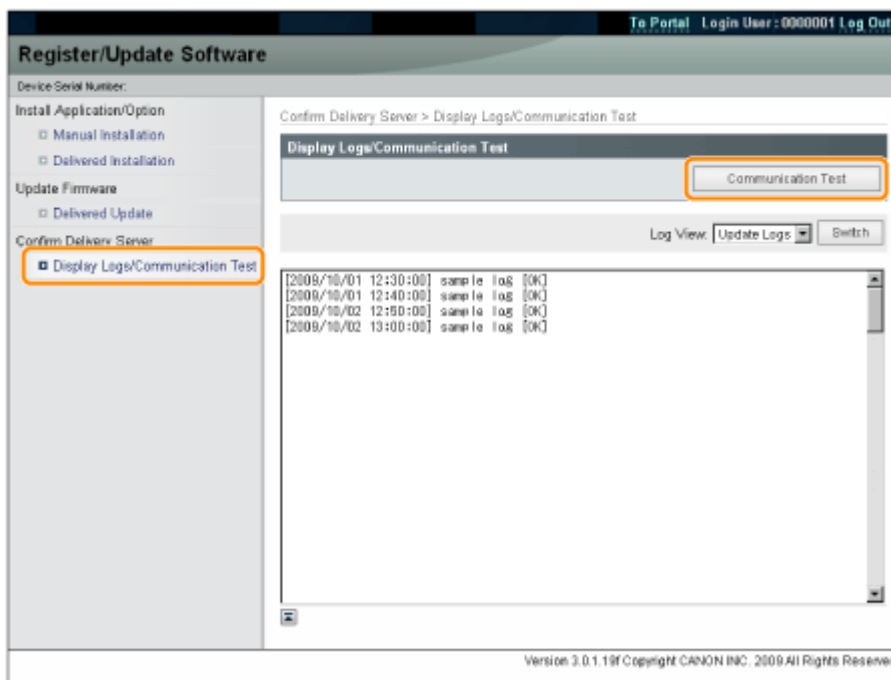 To Portal Login User : 0000001 Log Out
Register/Update Software
Device Serial Number:
Install Application/Option
Manual Installation
Delivered Installation
Update Firmware
Delivered Update
Confirm Delivery Server
Display Logs/Communication Test
Confirm Delivery Server > Display Logs/Communication Test
Display Logs/Communication Test
Communication Test
Log View: Update Logs Switch
[2009/10/01 12:30:00] sample log [OK]
[2009/10/01 12:40:00] sample log [OK]
[2009/10/02 12:50:00] sample log [OK]
[2009/10/02 13:00:00] sample log [OK]
Version 3.0.1.19f Copyright CANON INC. 2009 All Rights Reserve